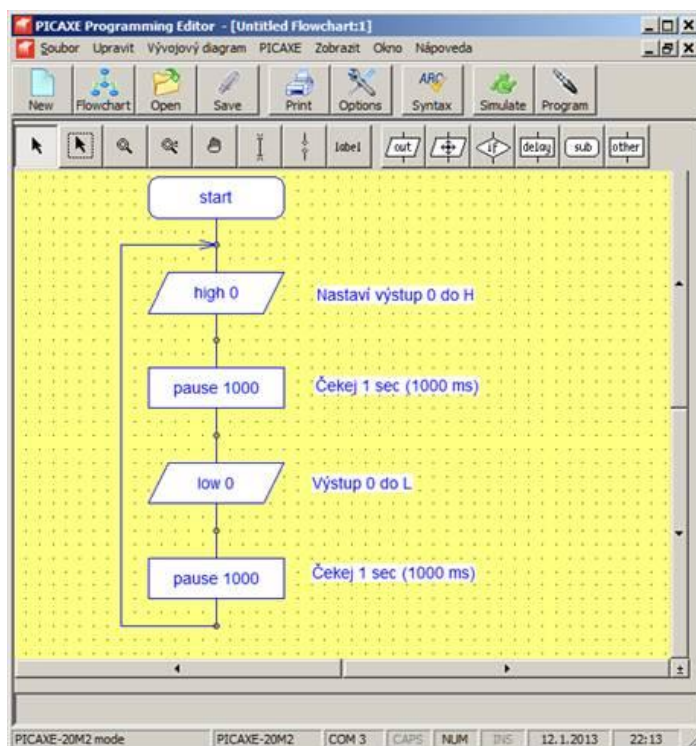 PICAXE Programming Editor - [Untitled Flowchart:1]
Soubor Upravit Vývojový diagram PICAXE Zobrazit Okno Nápoveda
New Flowchart Open Save Print Options Syntax Simulate Program
ABC
label out if delay sub other
start
high 0 Nastaví výstup 0 do H
pause 1000 Čekej 1 sec (1000 ms)
low 0 Výstup 0 do L
pause 1000 Čekej 1 sec (1000 ms)
PICAXE-20M2 mode PICAXE-20M2 COM 3 CAPS NUM INS 12.1.2013 22:13